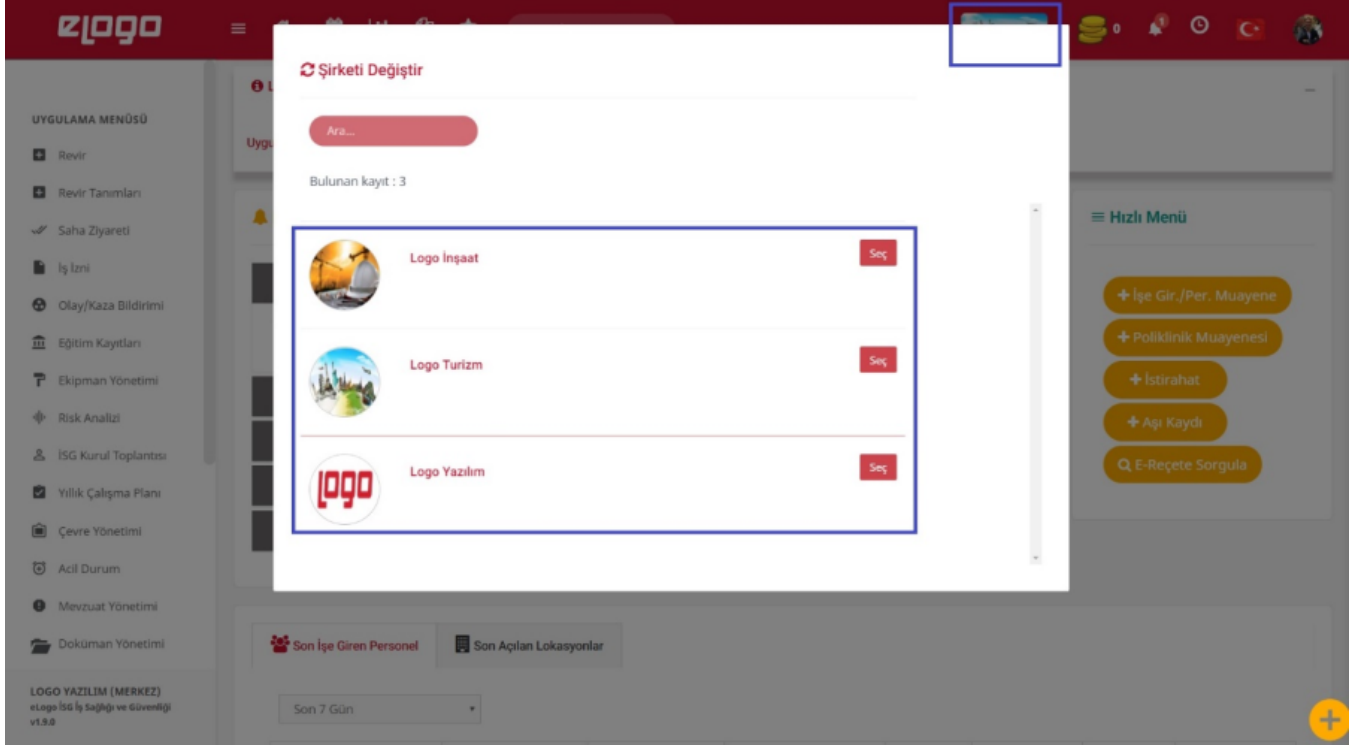 eLogo
0
1
Şirketi Değiştir
Ara...
Bulunan kayıt : 3
Logo İnşaat
Seç
Logo Turizm
Seç
logo
Logo Yazılım
Seç
UYGULAMA MENÜSÜ
Revir
Revir Tanımları
Saha Ziyareti
İş İzni
Olay/Kaza Bildirimi
Eğitim Kayıtları
Ekipman Yönetimi
Risk Analizi
İSG Kurul Toplantısı
Yıllık Çalışma Planı
Çevre Yönetimi
Acil Durum
Mevzuat Yönetimi
Doküman Yönetimi
LOGO YAZILIM (MERKEZ)
eLogo İSG İş Sağlığı ve Güvenliği
v1.9.0
Hızlı Menü
İşe Gir./Per. Muayene
Poliklinik Muayenesi
İstirahat
Aşı Kaydı
E-Reçete Sorgula
Son İşe Giren Personel
Son Açılan Lokasyonlar
Son 7 Gün